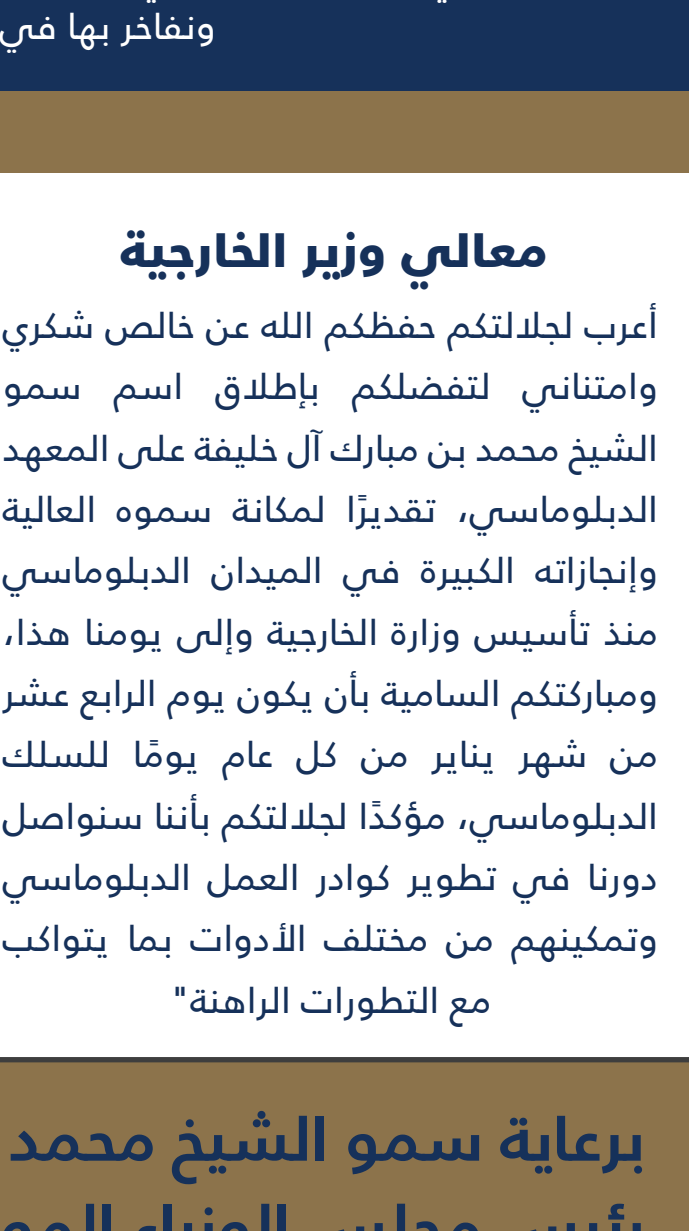 ونفاخر بها في
معالي وزير الخارجية
أعرب لجلالتكم حفظكم الله عن خالص شكري
وامتناني لتفضلكم بإطلاق اسم سمو
الشيخ محمد بن مبارك آل خليفة على المعهد
الدبلوماسي، تقديرًا لمكانة سموه العالية
وإنجازاته الكبيرة في الميدان الدبلوماسي
منذ تأسيس وزارة الخارجية وإلى يومنا هذا،
ومباركتكم السامية بأن يكون يوم الرابع عشر
من شهر يناير من كل عام يومًا للسلك
الدبلوماسي، مؤكدًا لجلالتكم بأننا سنواصل
دورنا في تطوير كوادر العمل الدبلوماسي
وتمكينهم من مختلف الأدوات بما يتواكب
مع التطورات الراهنة"
برعاية سمو الشيخ محمد
رئيس مجلس الوزراء